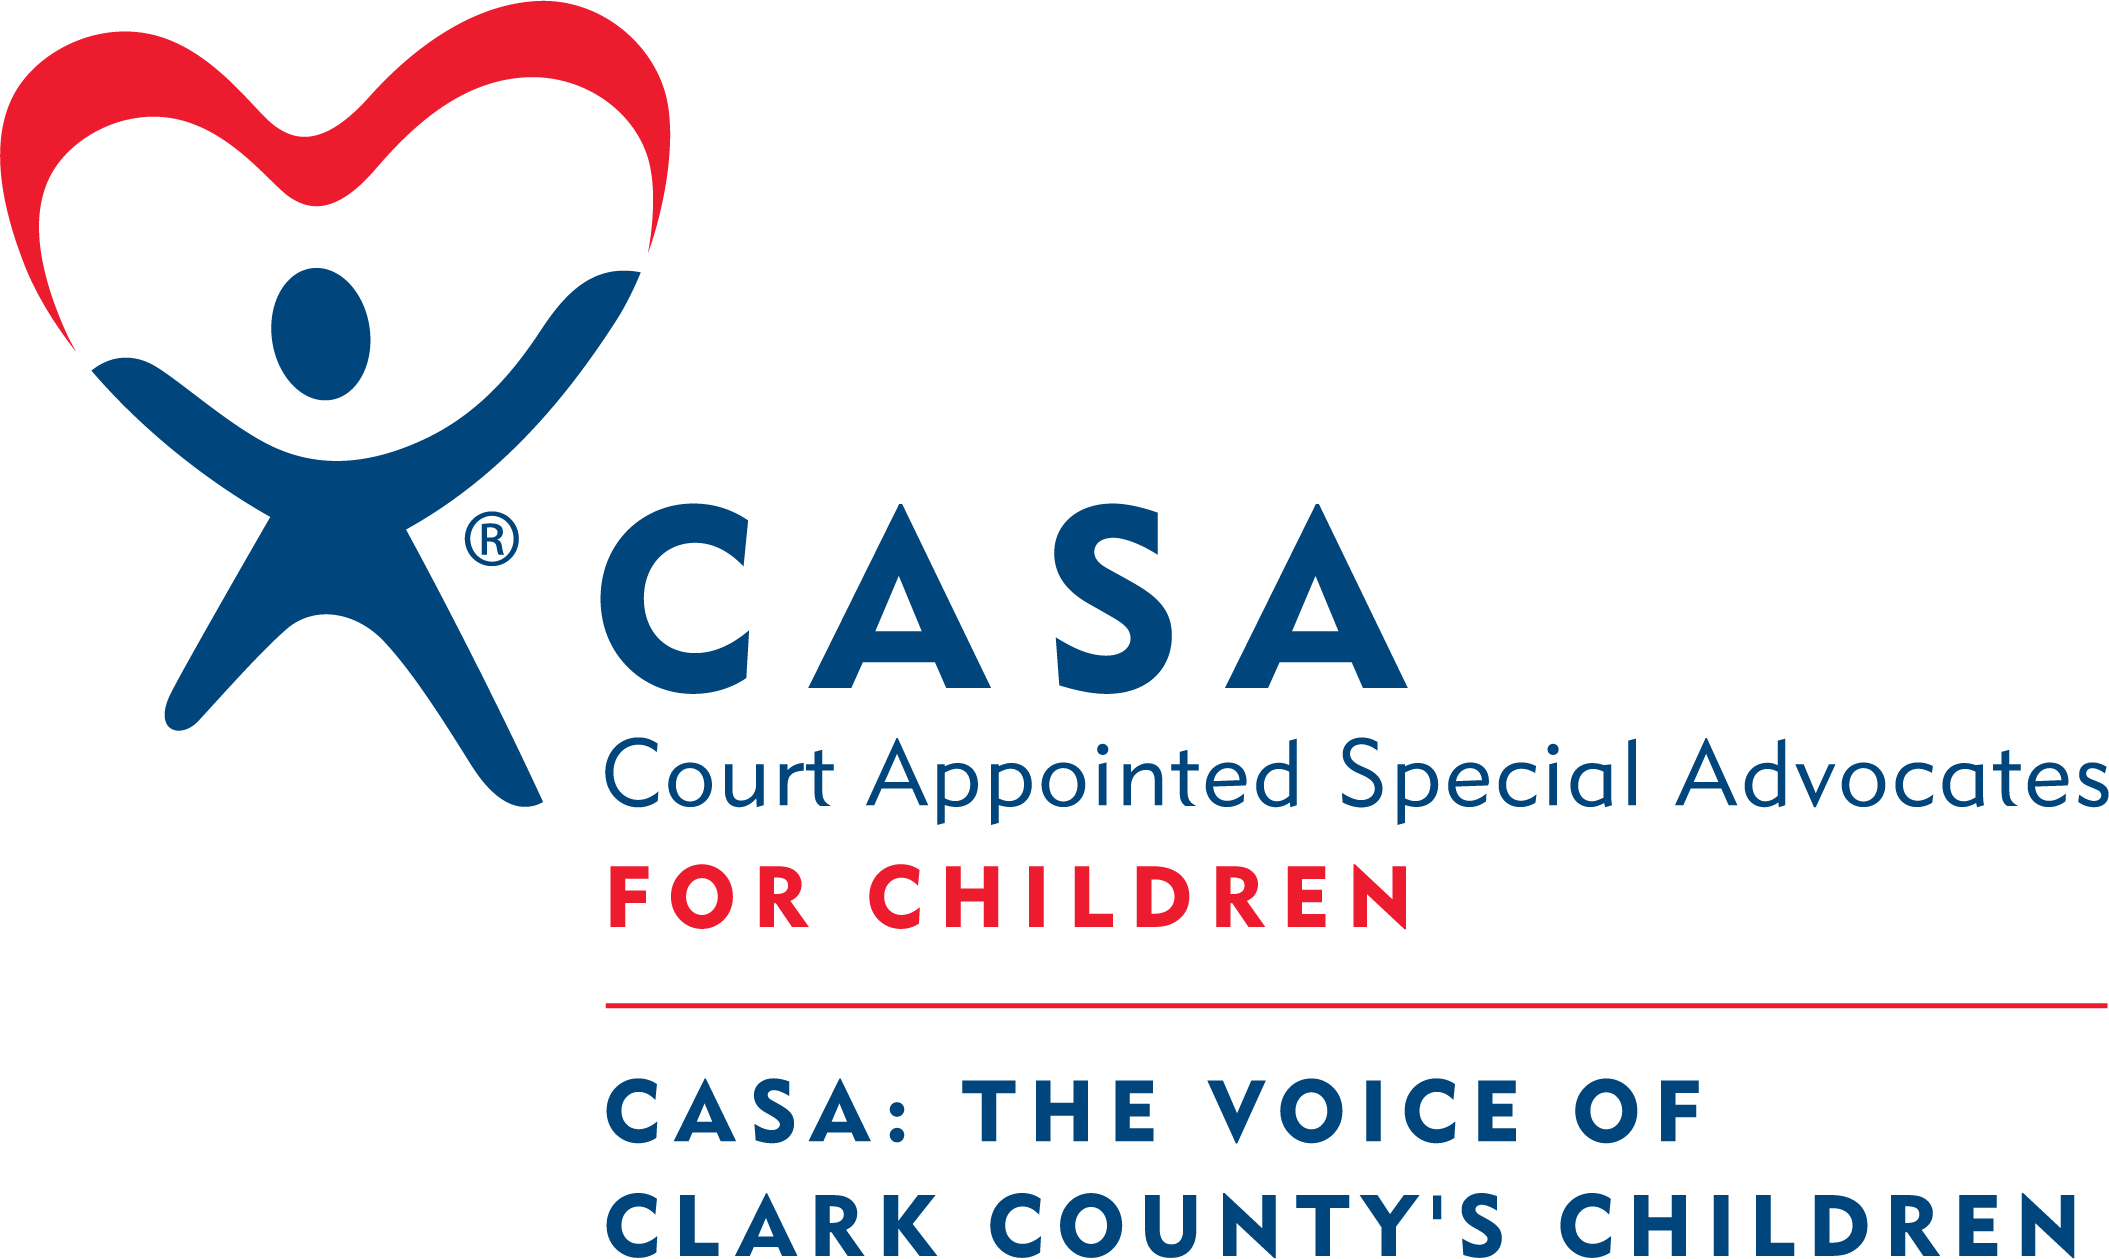 ®
CASA
Court Appointed Special Advocates
FOR CHILDREN
CASA: THE VOICE OF
CLARK COUNTY'S CHILDREN